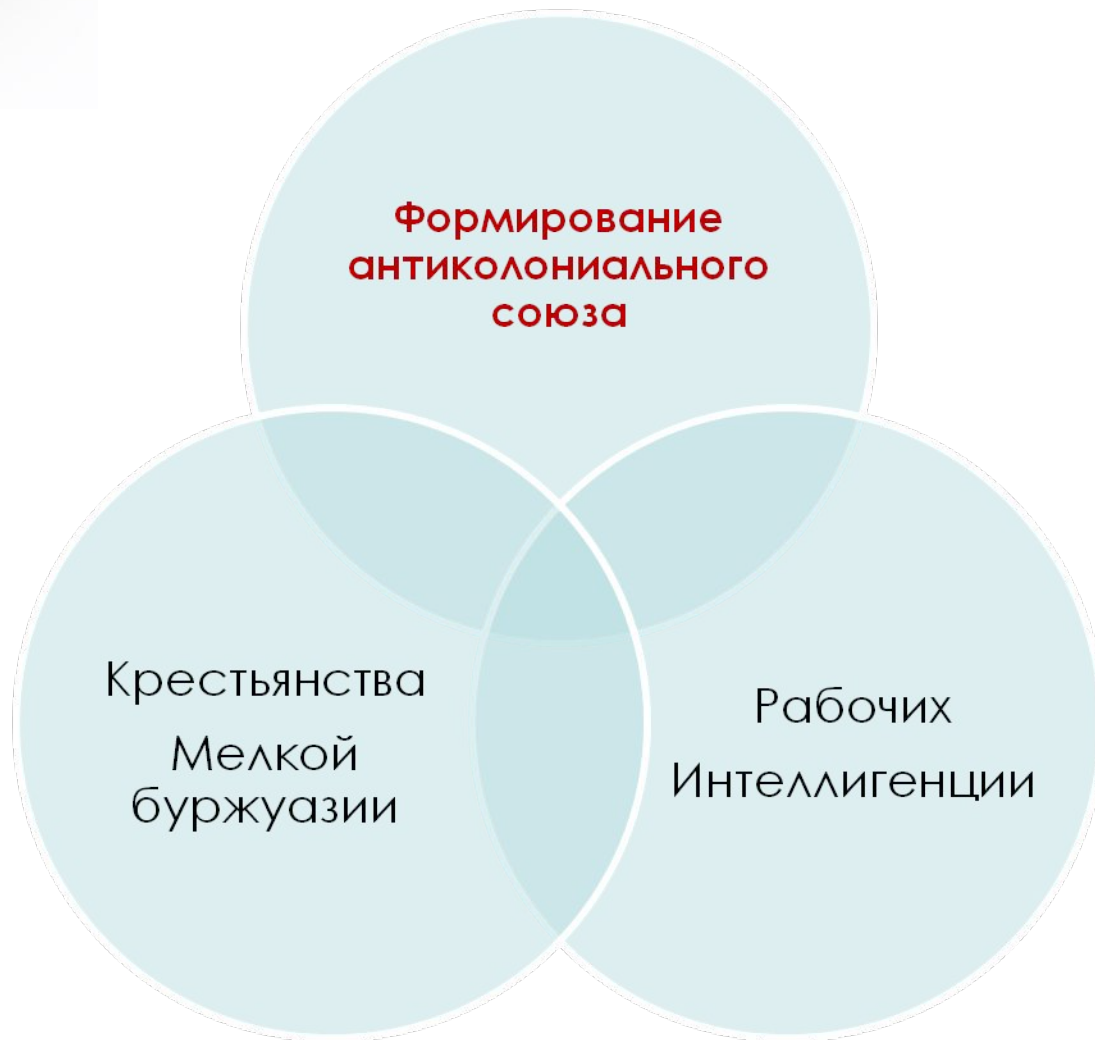 Формирование
антиколониального
союза
Крестьянства
Мелкой
буржуазии
Рабочих
Интеллигенции